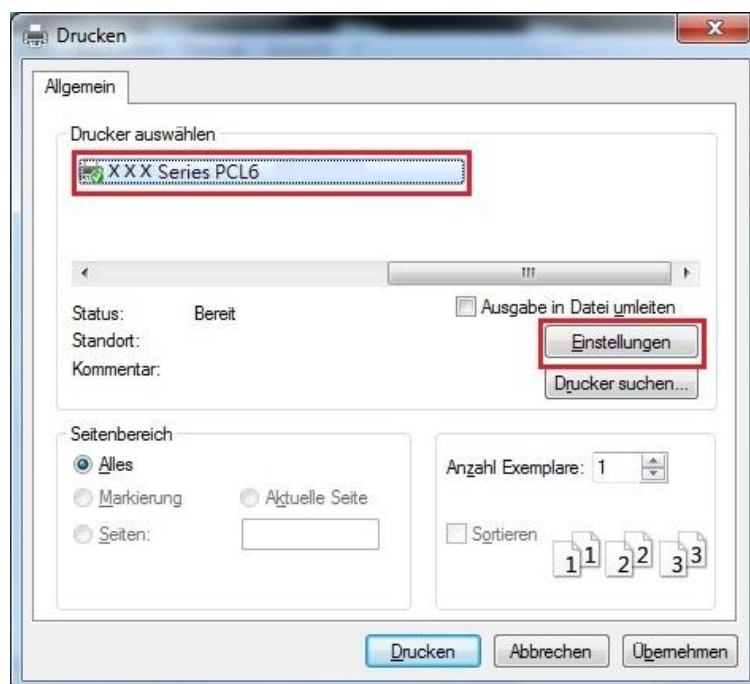 Drucken
Allgemein
Drucker auswählen
X X X Series PCL6
Status: Bereit
Ausgabe in Datei umleiten
Standort:
Einstellungen
Kommentar:
Drucker suchen...
Seitenbereich
Alles
Markierung
Aktuelle Seite
Seiten:
Anzahl Exemplare: 1
Sortieren
1 1 2 2 3 3
Drucken
Abbrechen
Übernehmen